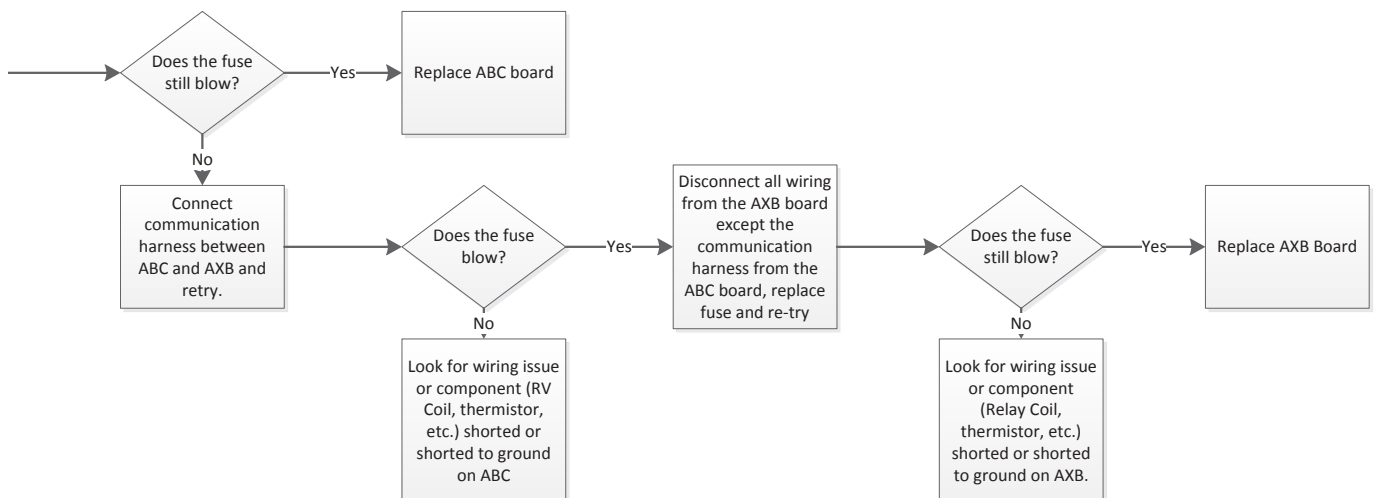 Does the fuse
still blow?
Yes
Replace ABC board
No
Connect
communication
harness between
ABC and AXB and
retry.
Does the fuse
blow?
Yes
Disconnect all wiring
from the AXB board
except the
communication
harness from the
ABC board, replace
fuse and re-try
Does the fuse
still blow?
Yes
Replace AXB Board
No
Look for wiring issue
or component (RV
Coil, thermistor,
etc.) shorted or
shorted to ground
on ABC
No
Look for wiring issue
or component
(Relay Coil,
thermistor, etc.)
shorted or shorted
to ground on AXB.